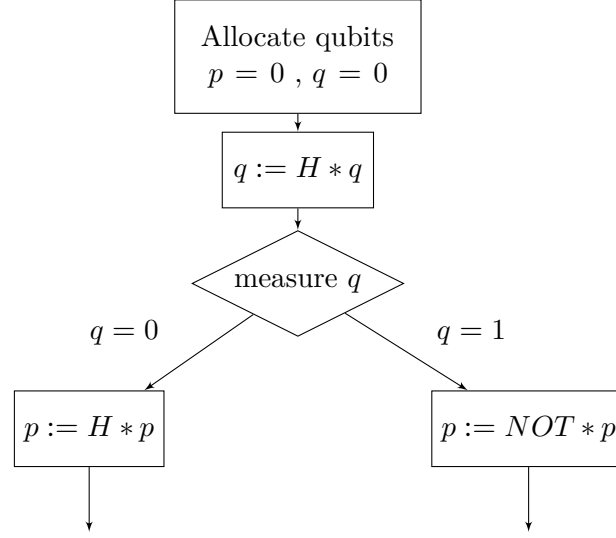 Allocate qubits
p = 0 , q = 0
q := H ∗ q
measure q
q = 0
q = 1
p := H ∗ p
p := NOT ∗ p